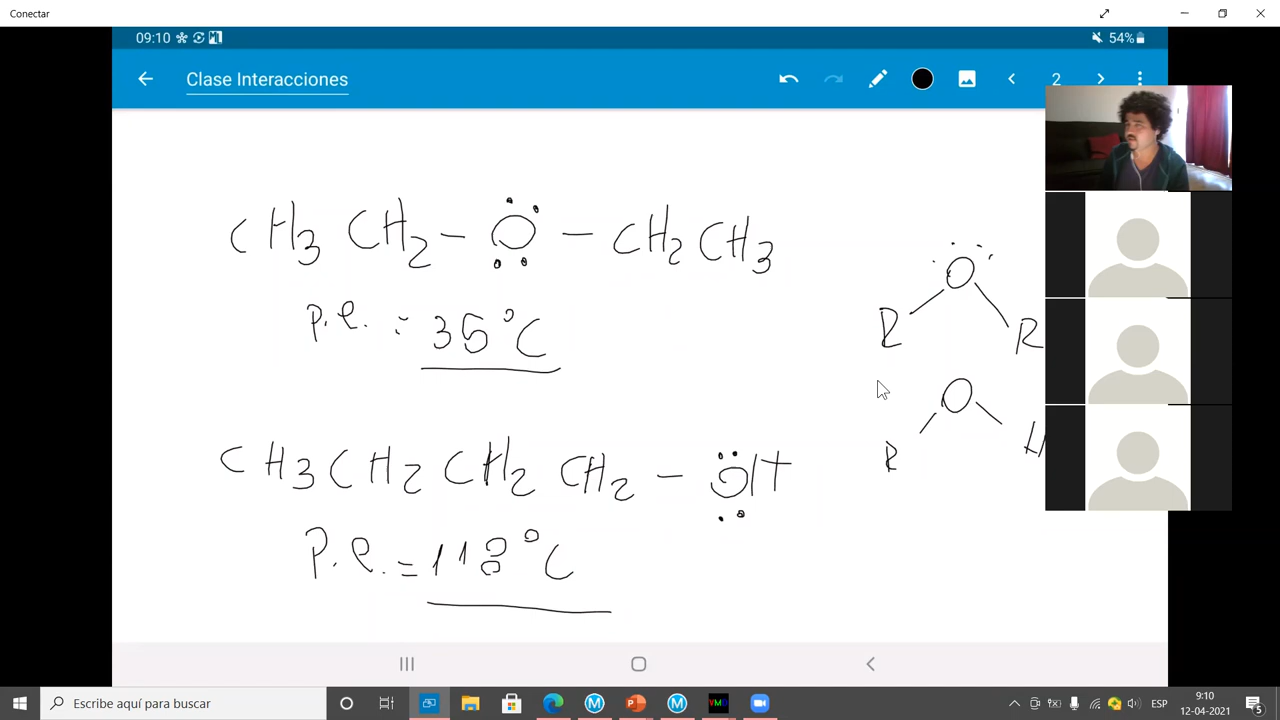 Conectar
09:10 54%
Clase Interacciones 2
CH3 CH2 - O - CH2 CH3
P.e. = 35°C
R O R
R O H
CH3 CH2 CH2 CH2 - OH
P.e. = 118°C
Escribe aquí para buscar
ESP
9:10
12-04-2021
5